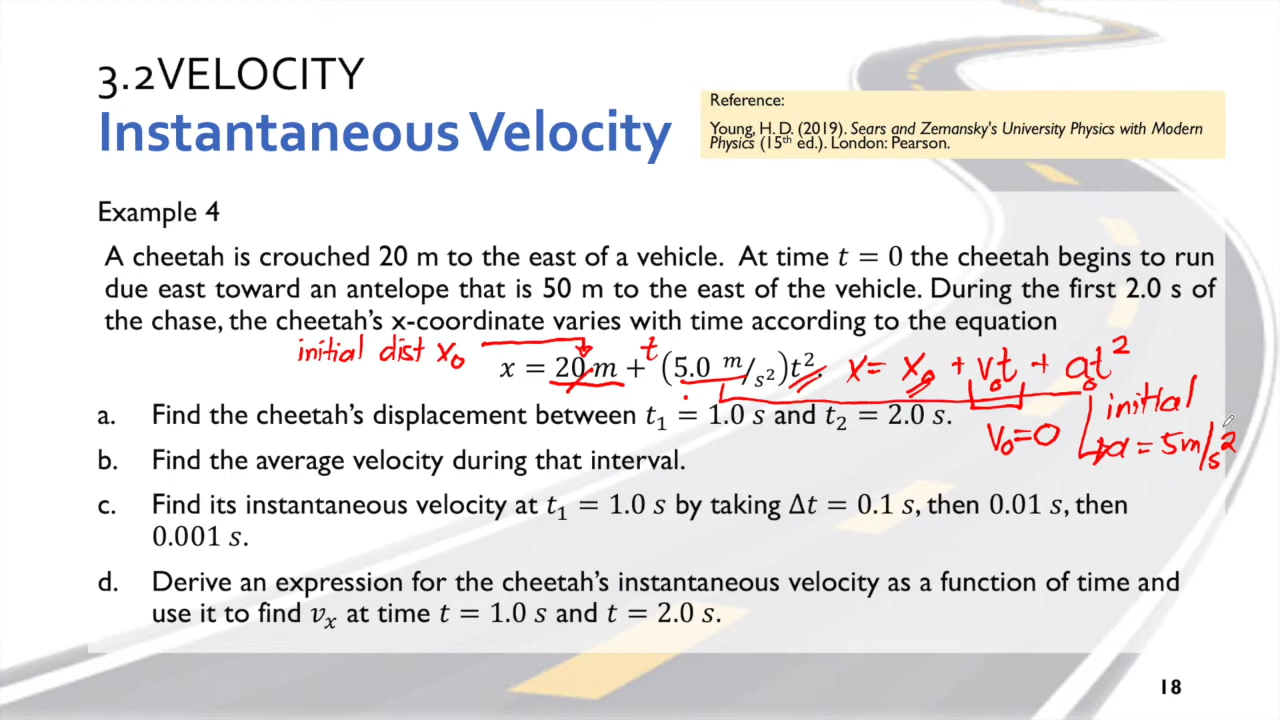 3.2VELOCITY
Instantaneous Velocity
Reference:
Young, H. D. (2019). Sears and Zemansky's University Physics with Modern
Physics (15th ed.). London: Pearson.
Example 4
A cheetah is crouched 20 m to the east of a vehicle. At time t = 0 the cheetah begins to run
due east toward an antelope that is 50 m to the east of the vehicle. During the first 2.0 s of
the chase, the cheetah's x-coordinate varies with time according to the equation
initial dist x₀
t
x = 20 m + (5.0 m/s²)t².
x = x₀ + v₀t + a₀t²
a. Find the cheetah's displacement between t₁ = 1.0 s and t₂ = 2.0 s.
v₀=0
initial
a = 5m/s²
b. Find the average velocity during that interval.
c. Find its instantaneous velocity at t₁ = 1.0 s by taking Δt = 0.1 s, then 0.01 s, then
0.001 s.
d. Derive an expression for the cheetah's instantaneous velocity as a function of time and
use it to find vₓ at time t = 1.0 s and t = 2.0 s.
18